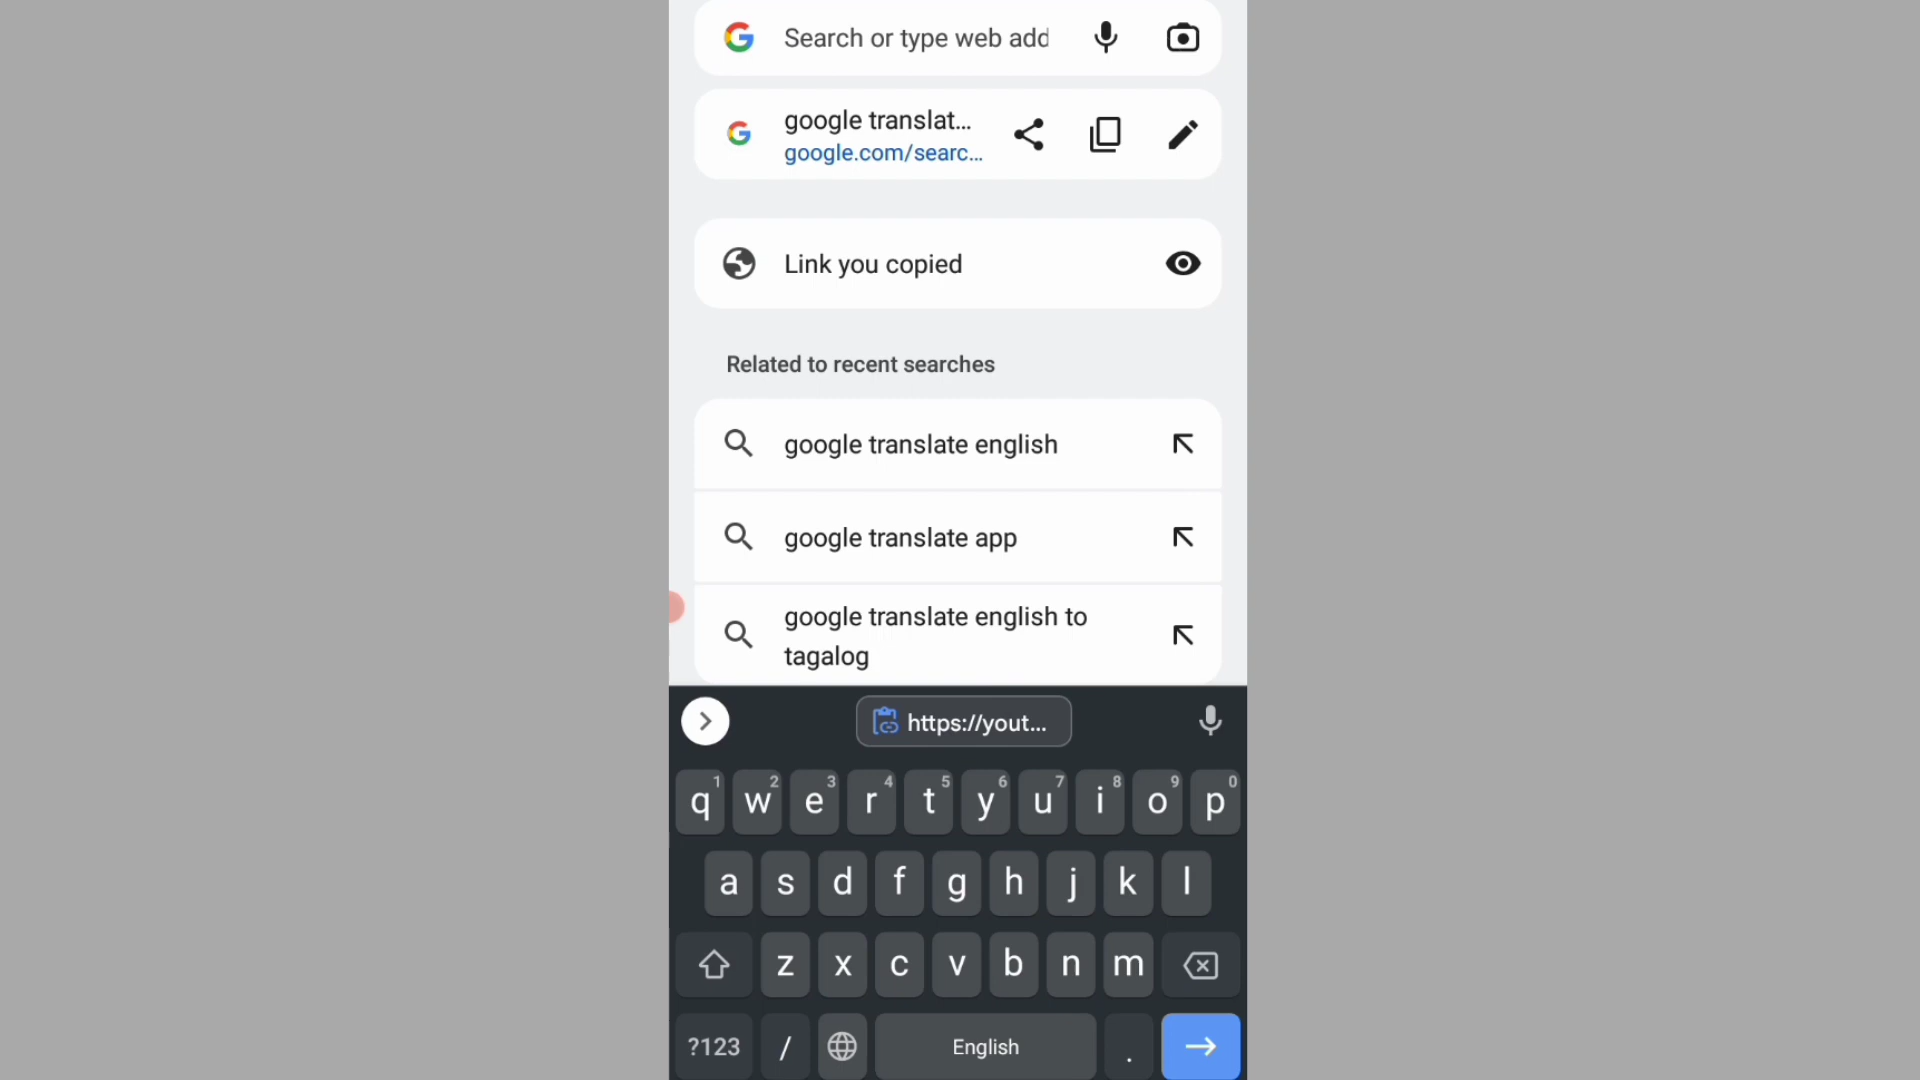 Search or type web add
google translat...
google.com/searc...
Link you copied
Related to recent searches
google translate english
google translate app
google translate english to
tagalog
https://yout...
1 2 3 4 5 6 7 8 9 0
q w e r t y u i o p
a s d f g h j k l
z x c v b n m
?123 / English .